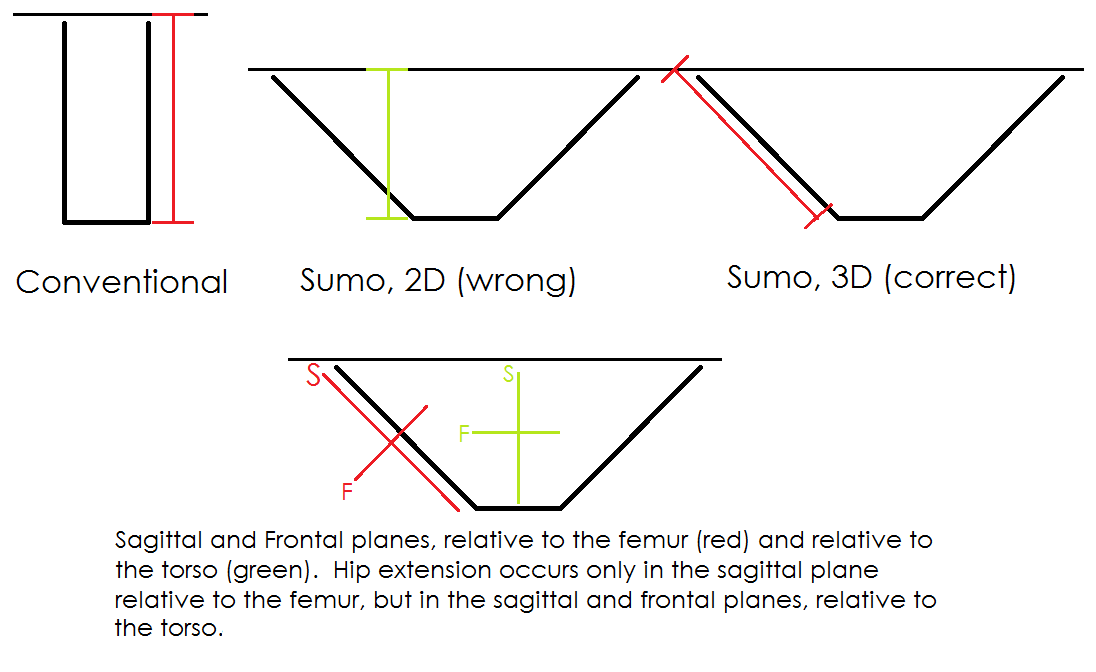 Conventional
Sumo, 2D (wrong)
Sumo, 3D (correct)
S
S
F
F
Sagittal and Frontal planes, relative to the femur (red) and relative to
the torso (green).  Hip extension occurs only in the sagittal plane
relative to the femur, but in the sagittal and frontal planes, relative to
the torso.